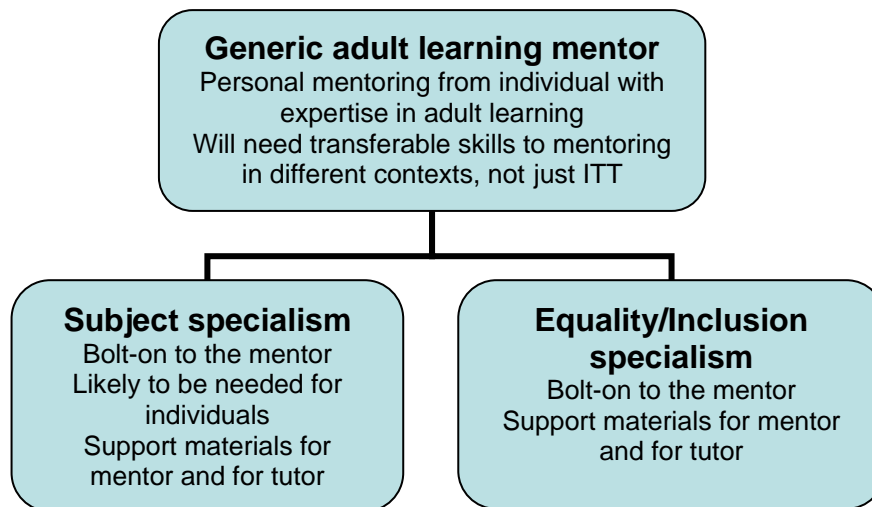 Generic adult learning mentor
Personal mentoring from individual with
expertise in adult learning
Will need transferable skills to mentoring
in different contexts, not just ITT
Subject specialism
Bolt-on to the mentor
Likely to be needed for
individuals
Support materials for
mentor and for tutor
Equality/Inclusion
specialism
Bolt-on to the mentor
Support materials for mentor
and for tutor